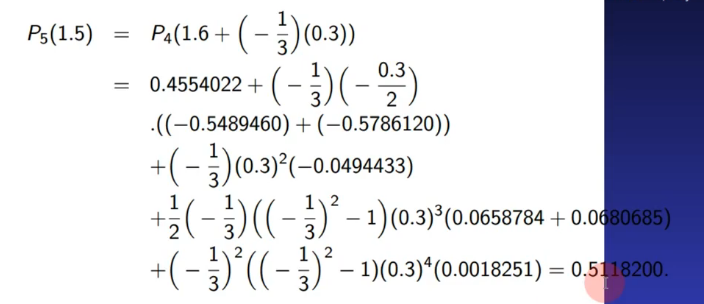 P₅(1.5) = P₄(1.6 + (−1/3)(0.3))
= 0.4554022 + (−1/3)(−0.3/2)
.((−0.5489460) + (−0.5786120))
+(−1/3)(0.3)²(−0.0494433)
+1/2(−1/3)((−1/3)² − 1)(0.3)³(0.0658784 + 0.0680685)
+(−1/3)²((−1/3)² − 1)(0.3)⁴(0.0018251) = 0.5118200.